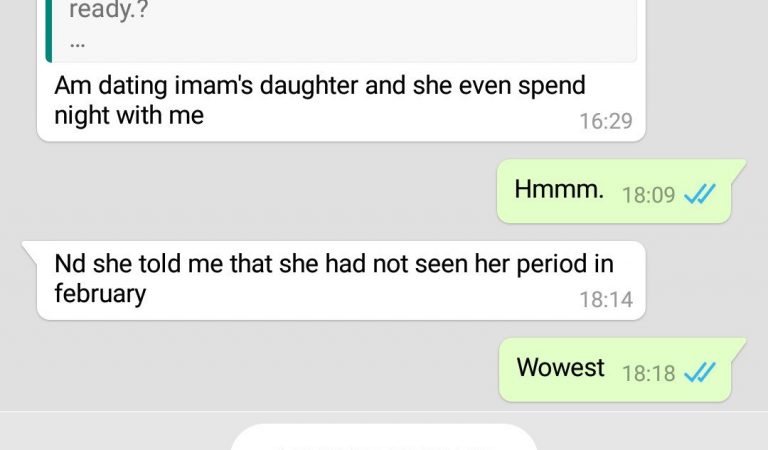 ready.?
...
Am dating imam's daughter and she even spend
night with me
16:29
Hmmm. 18:09
Nd she told me that she had not seen her period in
february
18:14
Wowest 18:18